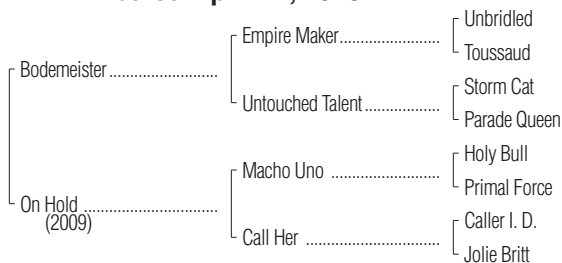 Unbridled
Empire Maker
Toussaud
Bodemeister
Storm Cat
Untouched Talent
Parade Queen
Holy Bull
Macho Uno
Primal Force
On Hold
(2009)
Caller I. D.
Call Her
Jolie Britt